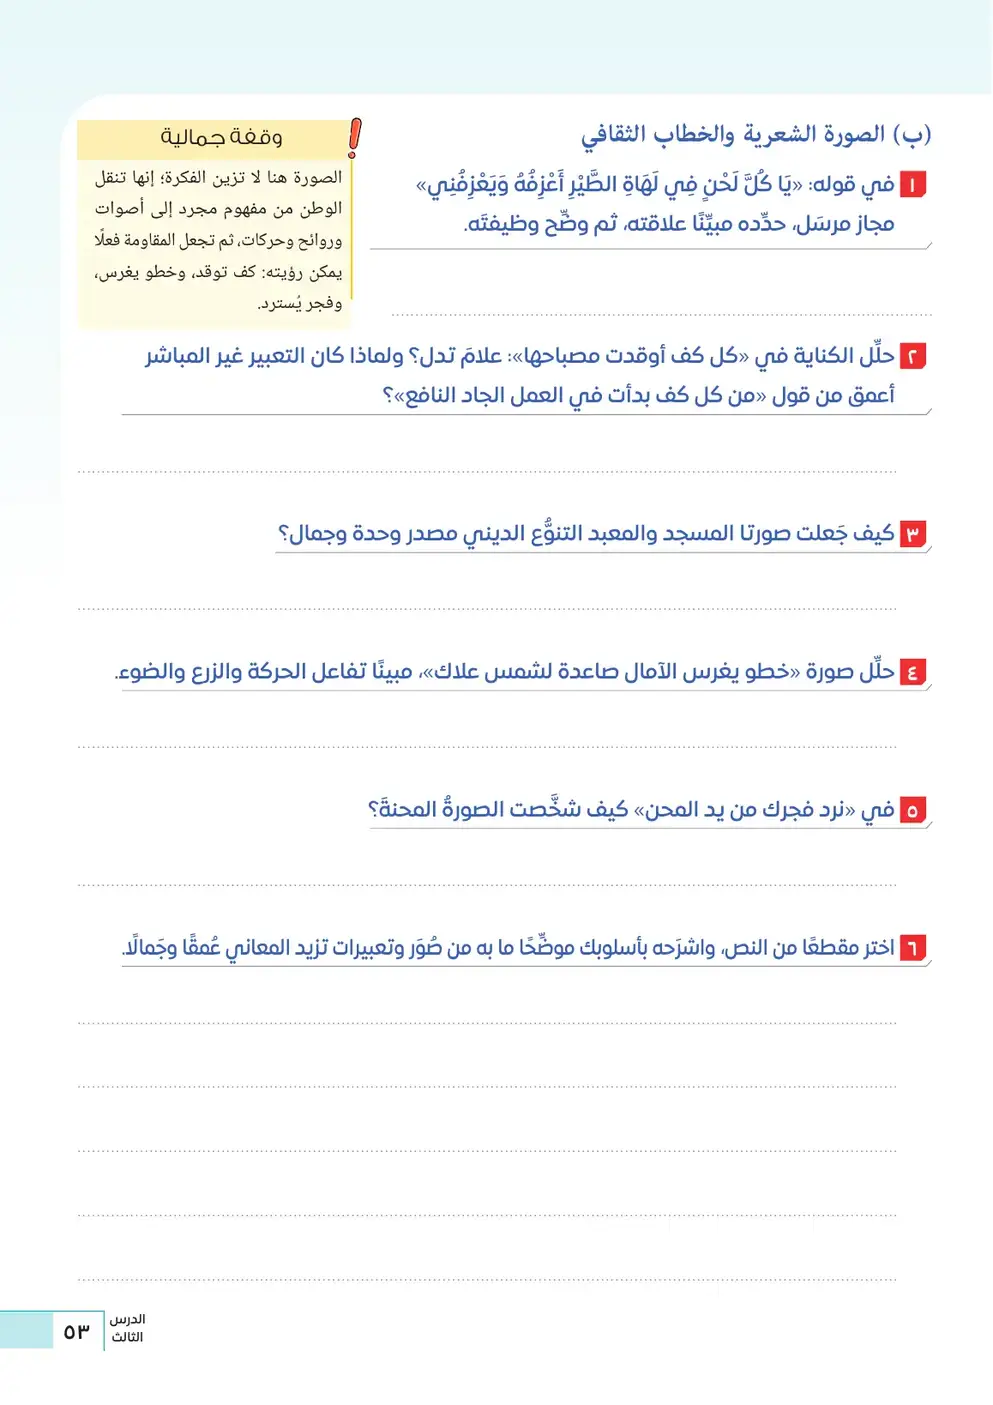 (ب) الصورة الشعرية والخطاب الثقافي
١ في قوله: «يَا كُلَّ لَحْنٍ فِي لَهَاةِ الطَّيْرِ أَعْزِفُهُ وَيَعْزِفُنِي»
مجاز مرسَل، حدِّده مبيِّنًا علاقته، ثم وضِّح وظيفتَه.
وقفة جمالية
الصورة هنا لا تزين الفكرة؛ إنها تنقل
الوطن من مفهوم مجرد إلى أصوات
وروائح وحركات، ثم تجعل المقاومة فعلًا
يمكن رؤيته: كف توقد، وخطو يغرس،
وفجر يُسترد.
٢ حلِّل الكناية في «كل كف أوقدت مصباحها»: علامَ تدل؟ ولماذا كان التعبير غير المباشر
أعمق من قول «من كل كف بدأت في العمل الجاد النافع»؟
٣ كيف جَعلت صورتا المسجد والمعبد التنوُّع الديني مصدر وحدة وجمال؟
٤ حلِّل صورة «خطو يغرس الآمال صاعدة لشمس علاك»، مبينًا تفاعل الحركة والزرع والضوء.
٥ في «نرد فجرك من يد المحن» كيف شخَّصت الصورةُ المحنةَ؟
٦ اختر مقطعًا من النص، واشرَحه بأسلوبك موضِّحًا ما به من صُوَر وتعبيرات تزيد المعاني عُمقًا وجَمالًا.
الدرس
الثالث
٥٣